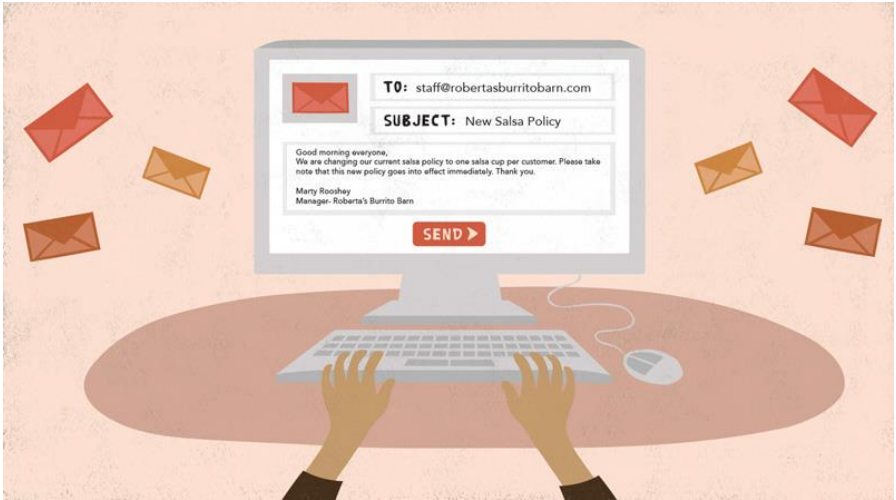 TO: staff@robertasburritobarn.com
SUBJECT: New Salsa Policy
Good morning everyone,
We are changing our current salsa policy to one salsa cup per customer. Please take
note that this new policy goes into effect immediately. Thank you.
Marty Rooshey
Manager- Roberta's Burrito Barn
SEND